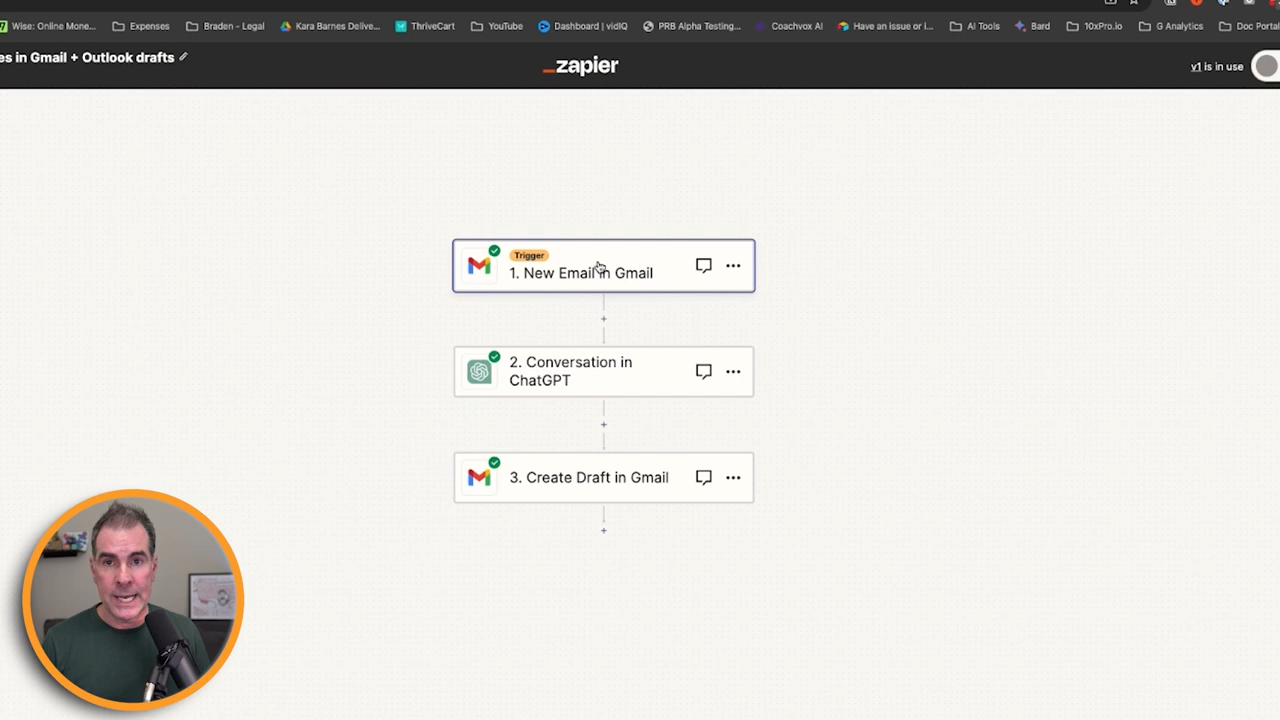 Wise: Online Mone...
Expenses
Braden - Legal
Kara Barnes Delive...
ThriveCart
YouTube
Dashboard | vidIQ
PRB Alpha Testing...
Coachvox AI
Have an issue or i...
AI Tools
Bard
10xPro.io
G Analytics
Doc Portal
es in Gmail + Outlook drafts
_zapier
v1 is in use
Trigger
1. New Email in Gmail
2. Conversation in
ChatGPT
3. Create Draft in Gmail